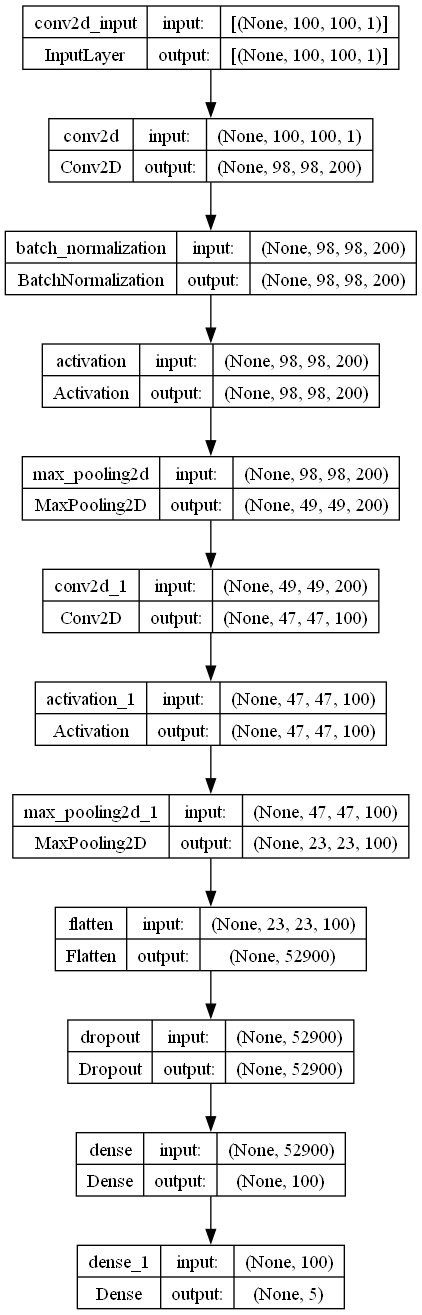 conv2d_input input: [(None, 100, 100, 1)]
InputLayer output: [(None, 100, 100, 1)]
conv2d input: (None, 100, 100, 1)
Conv2D output: (None, 98, 98, 200)
batch_normalization input: (None, 98, 98, 200)
BatchNormalization output: (None, 98, 98, 200)
activation input: (None, 98, 98, 200)
Activation output: (None, 98, 98, 200)
max_pooling2d input: (None, 98, 98, 200)
MaxPooling2D output: (None, 49, 49, 200)
conv2d_1 input: (None, 49, 49, 200)
Conv2D output: (None, 47, 47, 100)
activation_1 input: (None, 47, 47, 100)
Activation output: (None, 47, 47, 100)
max_pooling2d_1 input: (None, 47, 47, 100)
MaxPooling2D output: (None, 23, 23, 100)
flatten input: (None, 23, 23, 100)
Flatten output: (None, 52900)
dropout input: (None, 52900)
Dropout output: (None, 52900)
dense input: (None, 52900)
Dense output: (None, 100)
dense_1 input: (None, 100)
Dense output: (None, 5)